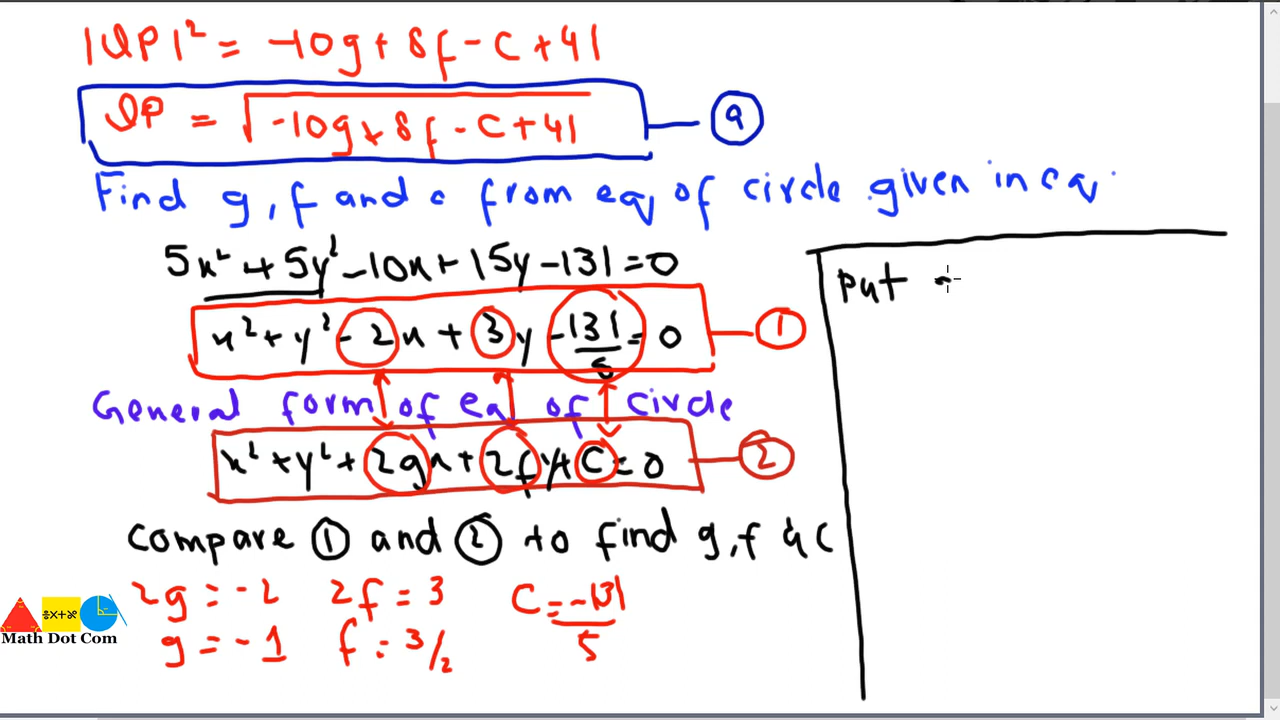 |QP|² = -10g + 8f - C + 41
QP = √-10g + 8f - C + 41 — (a)
Find g, f and c from eq of circle given in eq.
5x² + 5y² - 10x + 15y - 131 = 0
x² + y² - 2x + 3y - 131/5 = 0 — ①
General form of eq of circle
x² + y² + 2gx + 2fy + C = 0 — ②
compare ① and ② to find g, f & C
2g = -2 2f = 3 C = -131/5
g = -1 f = 3/2
put
÷x+%
Math Dot Com